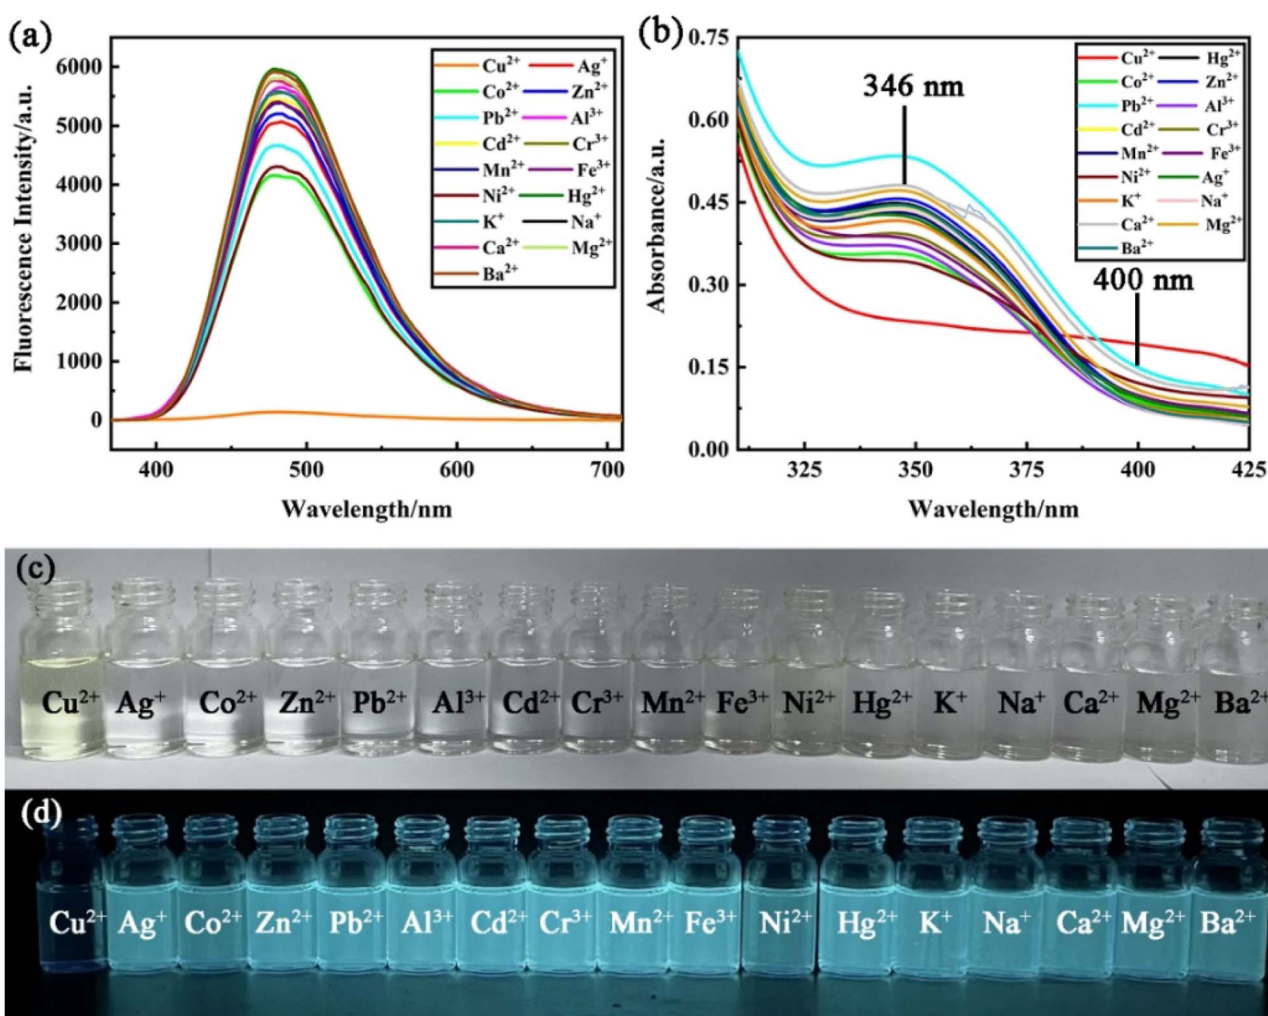 (a)
6000
5000
4000
3000
2000
1000
0
Fluorescence Intensity/a.u.
Cu²⁺ Ag⁺
Co²⁺ Zn²⁺
Pb²⁺ Al³⁺
Cd²⁺ Cr³⁺
Mn²⁺ Fe³⁺
Ni²⁺ Hg²⁺
K⁺ Na⁺
Ca²⁺ Mg²⁺
Ba²⁺
400 500 600 700
Wavelength/nm
(b)
0.75
0.60
0.45
0.30
0.15
0.00
Absorbance/a.u.
346 nm
400 nm
Cu²⁺ Hg²⁺
Co²⁺ Zn²⁺
Pb²⁺ Al³⁺
Cd²⁺ Cr³⁺
Mn²⁺ Fe³⁺
Ni²⁺ Ag⁺
K⁺ Na⁺
Ca²⁺ Mg²⁺
Ba²⁺
325 350 375 400 425
Wavelength/nm
(c)
Cu²⁺ Ag⁺ Co²⁺ Zn²⁺ Pb²⁺ Al³⁺ Cd²⁺ Cr³⁺ Mn²⁺ Fe³⁺ Ni²⁺ Hg²⁺ K⁺ Na⁺ Ca²⁺ Mg²⁺ Ba²⁺
(d)
Cu²⁺ Ag⁺ Co²⁺ Zn²⁺ Pb²⁺ Al³⁺ Cd²⁺ Cr³⁺ Mn²⁺ Fe³⁺ Ni²⁺ Hg²⁺ K⁺ Na⁺ Ca²⁺ Mg²⁺ Ba²⁺